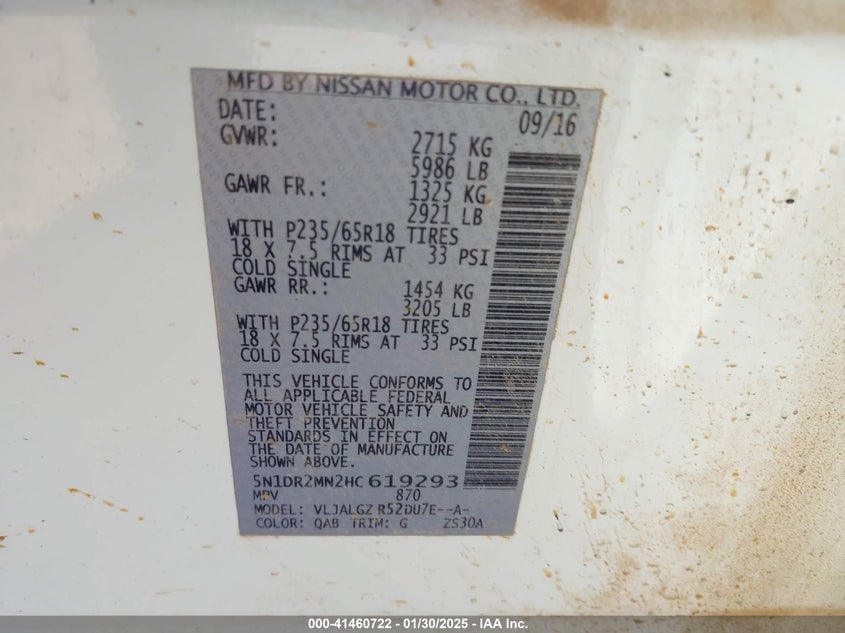 MFD BY NISSAN MOTOR CO., LTD.
DATE: 09/16
GVWR: 2715 KG
5986 LB
GAWR FR.: 1325 KG
2921 LB
WITH P235/65R18 TIRES
18 X 7.5 RIMS AT 33 PSI
COLD SINGLE
GAWR RR.: 1454 KG
3205 LB
WITH P235/65R18 TIRES
18 X 7.5 RIMS AT 33 PSI
COLD SINGLE
THIS VEHICLE CONFORMS TO
ALL APPLICABLE FEDERAL
MOTOR VEHICLE SAFETY AND
THEFT PREVENTION
STANDARDS IN EFFECT ON
THE DATE OF MANUFACTURE
SHOWN ABOVE.
5N1DR2MN2HC619293
MPV 870
MODEL: VLJALGZ R52DU7E--A-
COLOR: QAB TRIM: G ZS30A
000-41460722 — 01/30/2025 — IAA Inc.